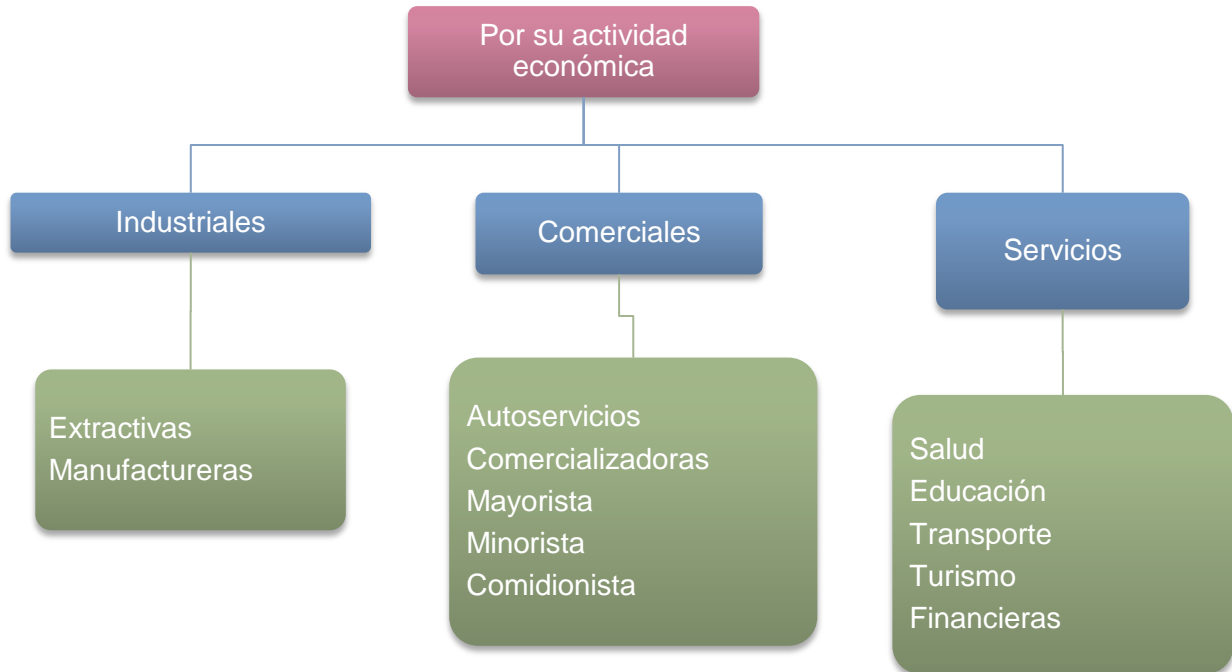 Por su actividad
económica
Industriales
Comerciales
Servicios
Extractivas
Manufactureras
Autoservicios
Comercializadoras
Mayorista
Minorista
Comidionista
Salud
Educación
Transporte
Turismo
Financieras